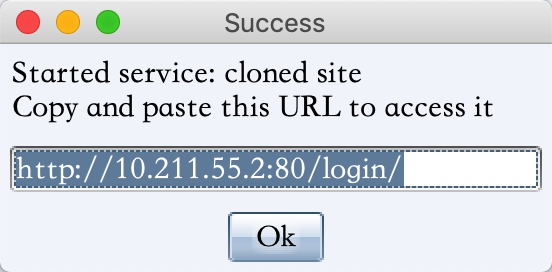 Success
Started service: cloned site
Copy and paste this URL to access it
http://10.211.55.2:80/login/
Ok